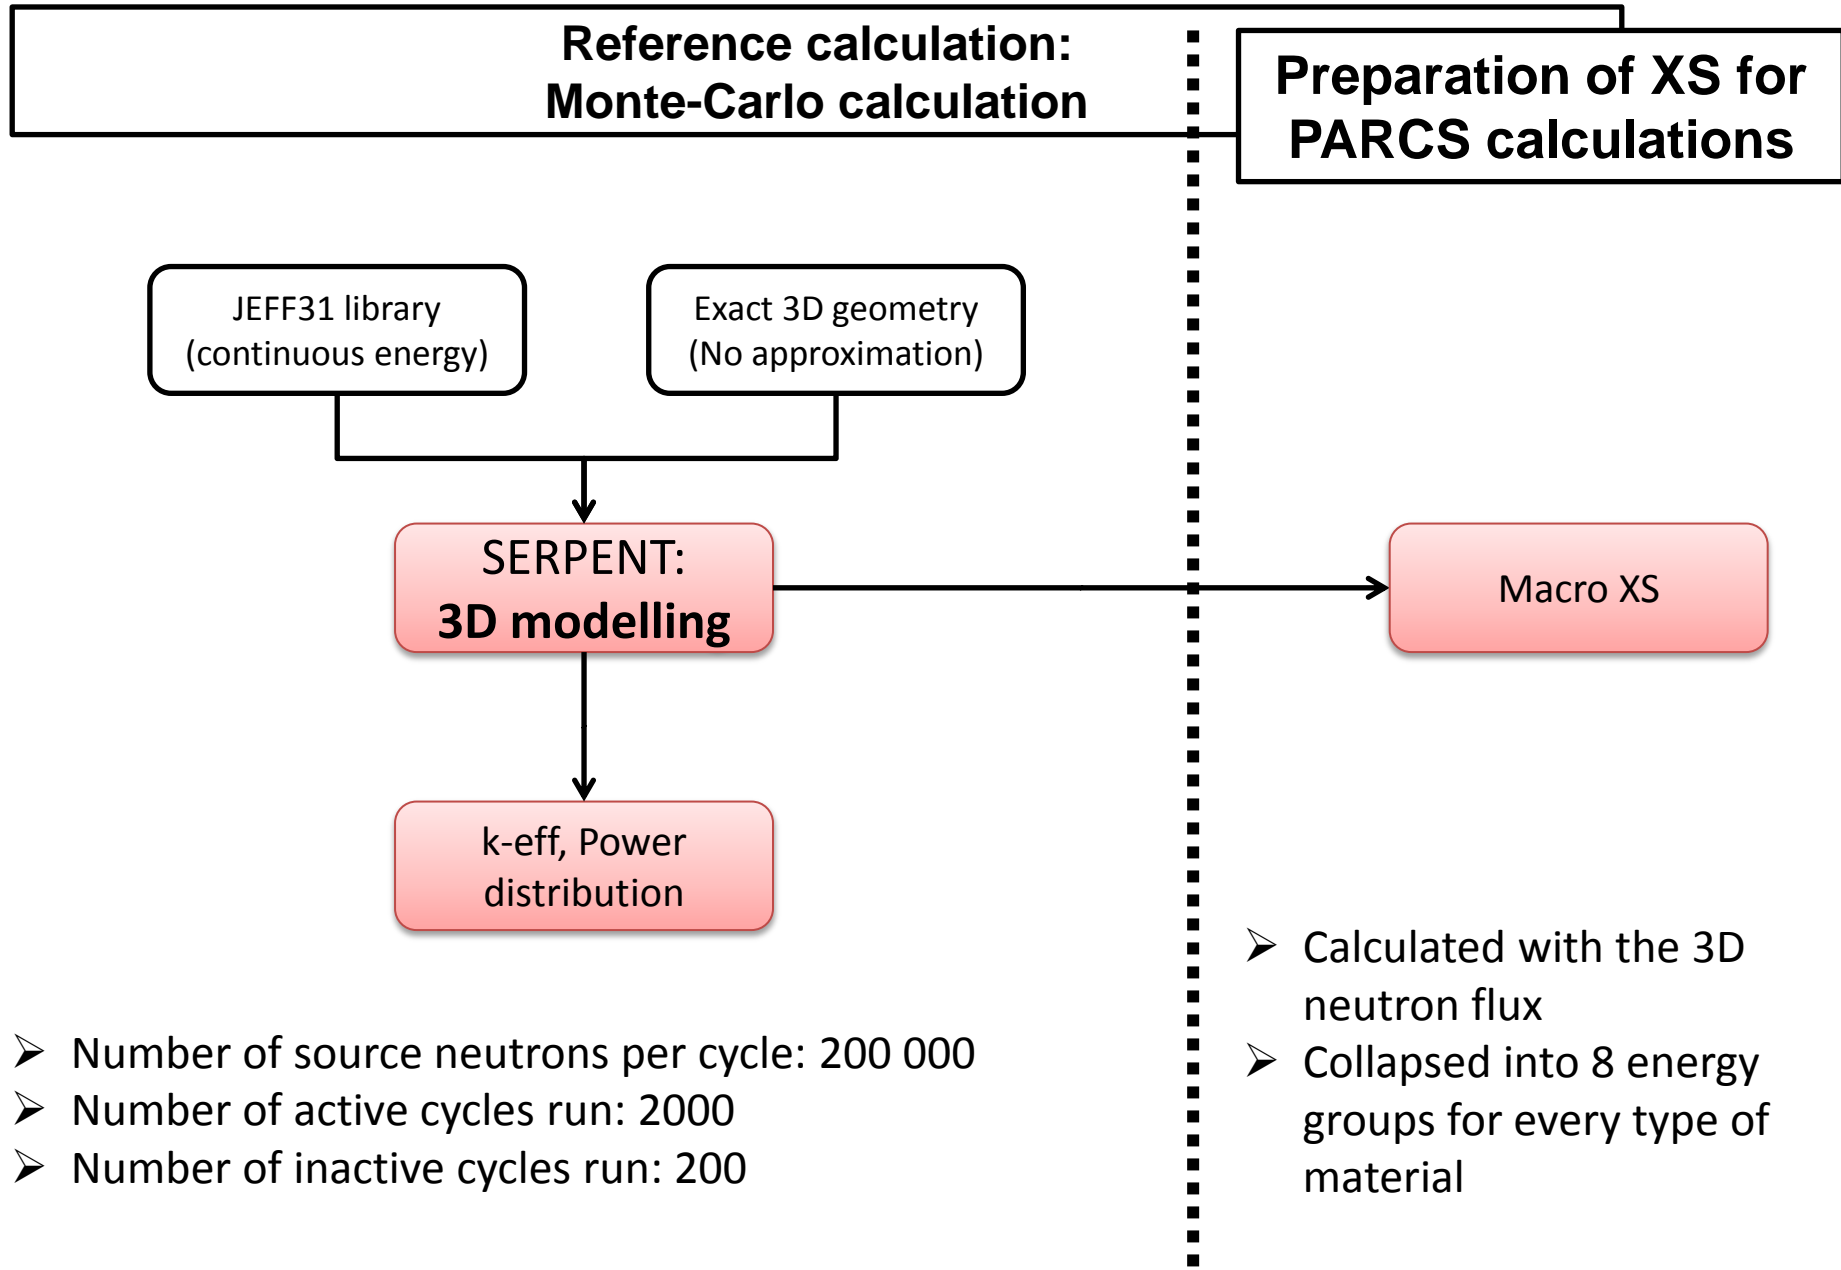 Reference calculation:
Monte-Carlo calculation
Preparation of XS for
PARCS calculations
JEFF31 library
(continuous energy)
Exact 3D geometry
(No approximation)
SERPENT:
3D modelling
Macro XS
k-eff, Power
distribution
➢ Number of source neutrons per cycle: 200 000
➢ Number of active cycles run: 2000
➢ Number of inactive cycles run: 200
➢ Calculated with the 3D
neutron flux
➢ Collapsed into 8 energy
groups for every type of
material